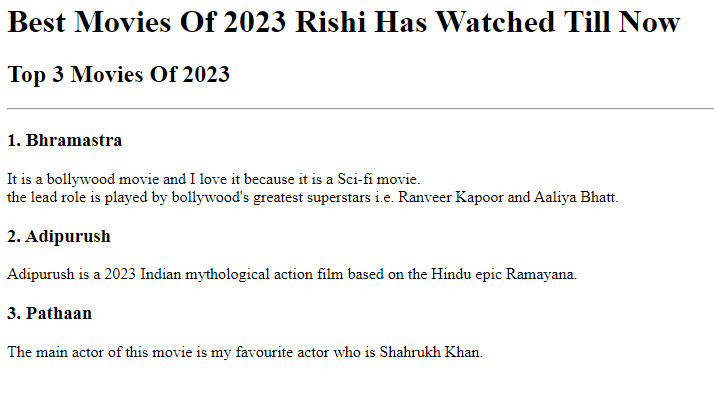 Best Movies Of 2023 Rishi Has Watched Till Now
Top 3 Movies Of 2023
1. Bhramastra
It is a bollywood movie and I love it because it is a Sci-fi movie.
the lead role is played by bollywood's greatest superstars i.e. Ranveer Kapoor and Aaliya Bhatt.
2. Adipurush
Adipurush is a 2023 Indian mythological action film based on the Hindu epic Ramayana.
3. Pathaan
The main actor of this movie is my favourite actor who is Shahrukh Khan.